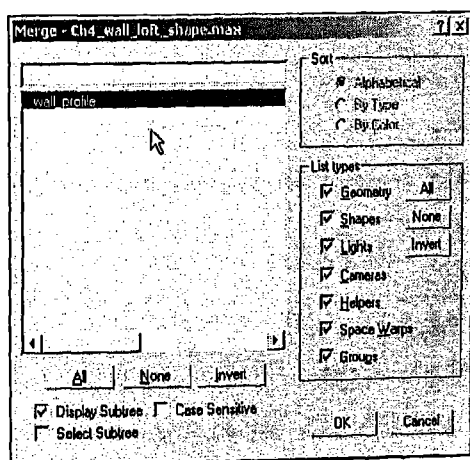 Merge - Ch4_wall_loft_shape.max
? x
wall_profile
Sort
Alphabetical
By Type
By Color
List types
Geometry All
Shapes None
Lights Invert
Cameras
Helpers
Space Warps
Groups
All None Invert
Display Subtree Case Sensitive
Select Subtree
OK Cancel